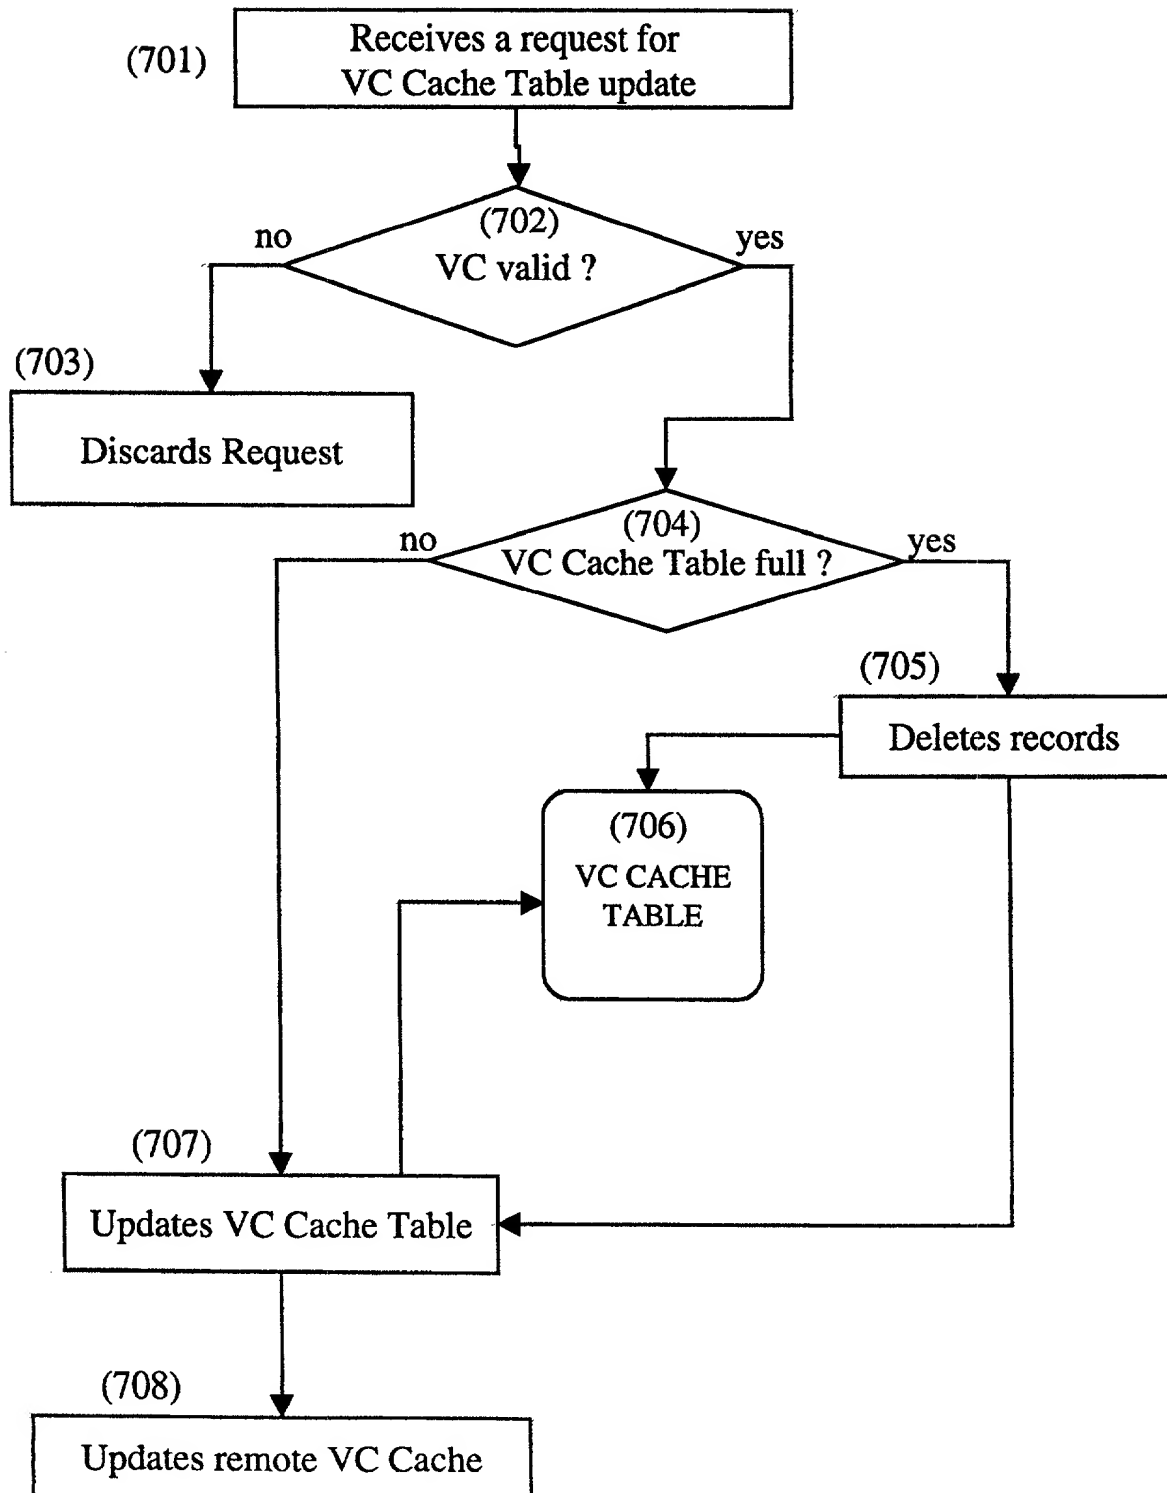 (701)
Receives a request for
VC Cache Table update
(702)
no
yes
VC valid ?
(703)
Discards Request
(704)
no
yes
VC Cache Table full ?
(705)
Deletes records
(706)
VC CACHE
TABLE
(707)
Updates VC Cache Table
(708)
Updates remote VC Cache